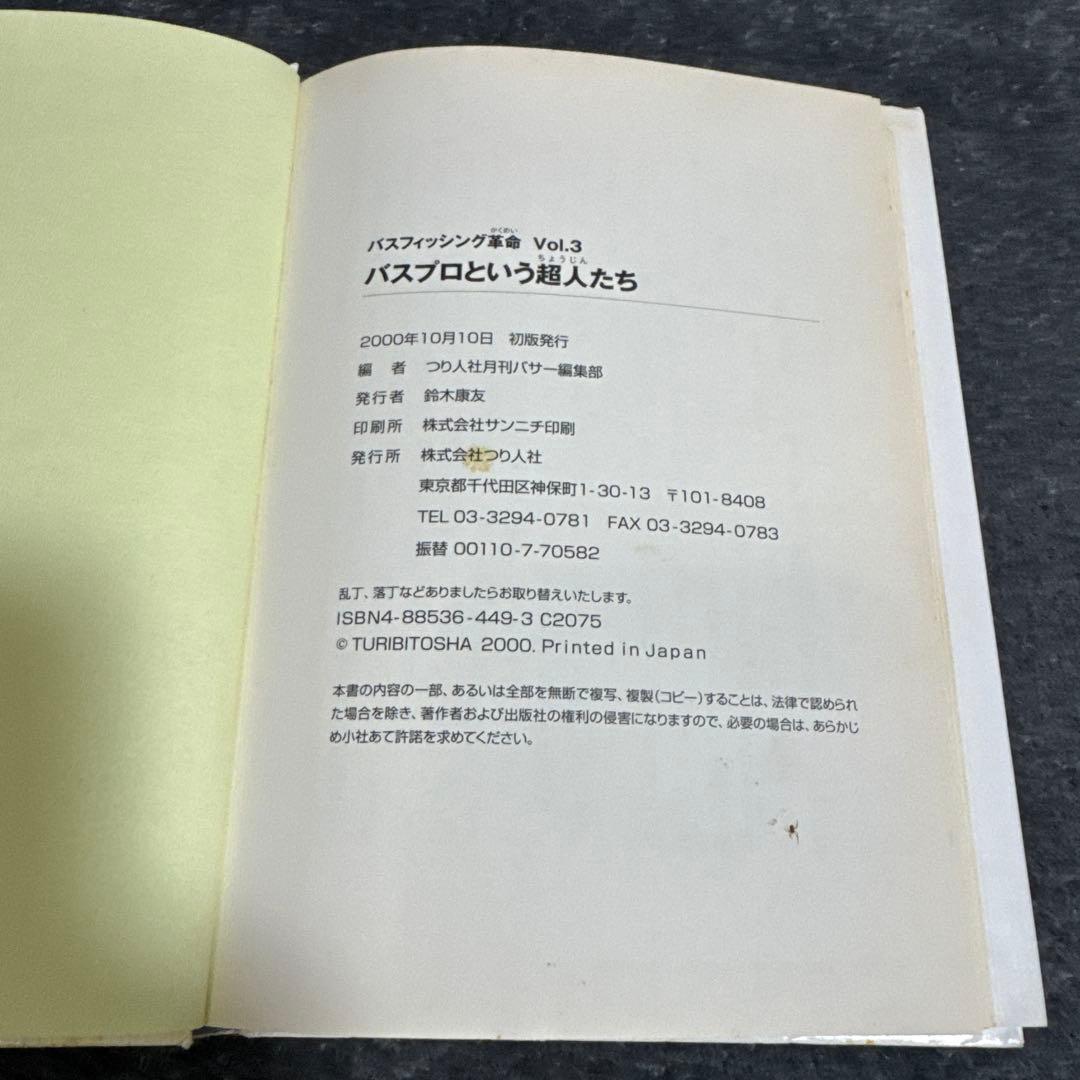 かくめい
バスフィッシング革命 Vol.3
ちょうじん
バスプロという超人たち
2000年10月10日 初版発行
編 者 つり人社月刊バサー編集部
発行者 鈴木康友
印刷所 株式会社サンニチ印刷
発行所 株式会社つり人社
東京都千代田区神保町1-30-13 〒101-8408
TEL 03-3294-0781 FAX 03-3294-0783
振替 00110-7-70582
乱丁、落丁などありましたらお取り替えいたします。
ISBN4-88536-449-3 C2075
© TURIBITOSHA 2000. Printed in Japan
本書の内容の一部、あるいは全部を無断で複写、複製(コピー)することは、法律で認められ
た場合を除き、著作者および出版社の権利の侵害になりますので、必要の場合は、あらかじ
め小社あて許諾を求めてください。